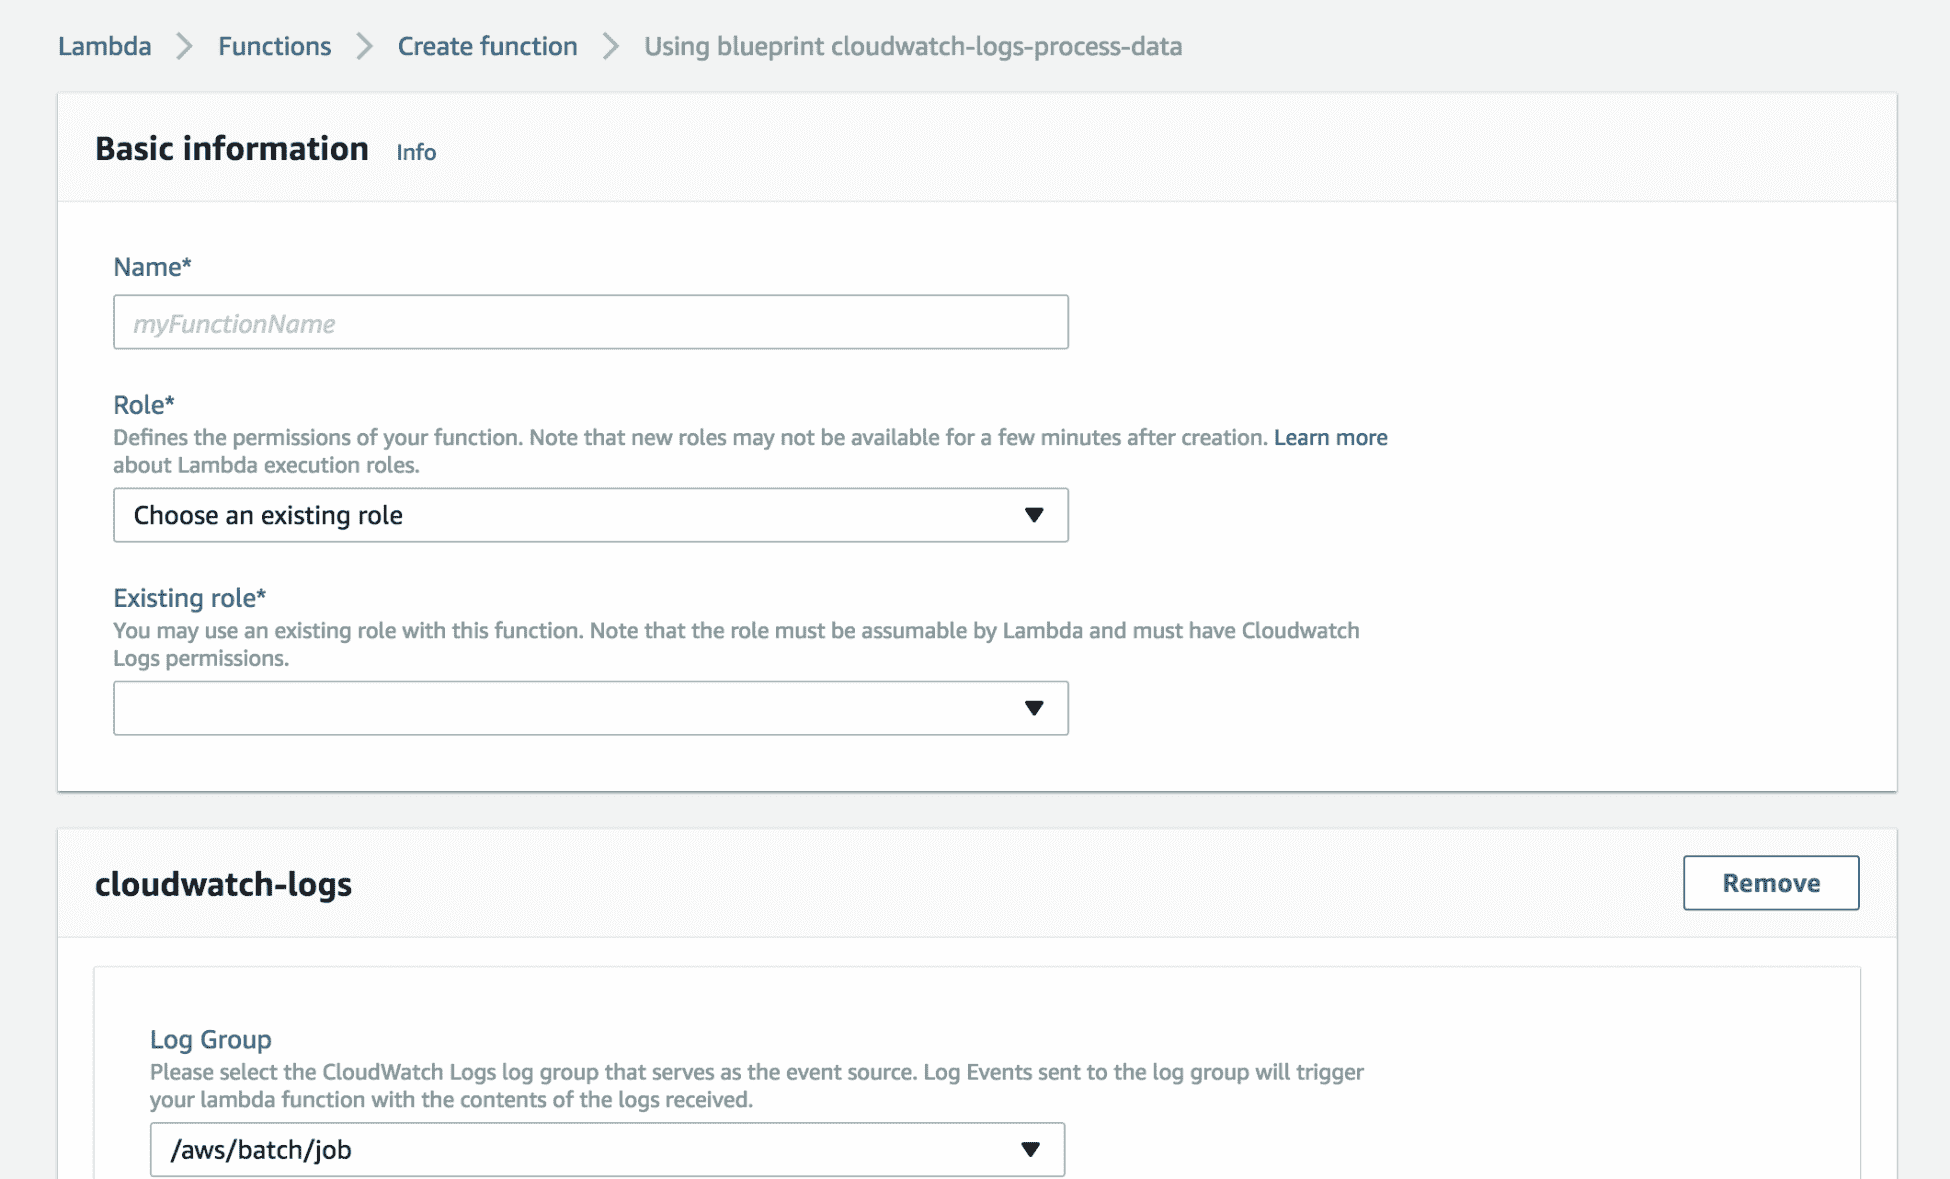 Lambda > Functions > Create function > Using blueprint cloudwatch-logs-process-data
Basic information Info
Name*
myFunctionName
Role*
Defines the permissions of your function. Note that new roles may not be available for a few minutes after creation. Learn more
about Lambda execution roles.
Choose an existing role
Existing role*
You may use an existing role with this function. Note that the role must be assumable by Lambda and must have Cloudwatch
Logs permissions.
cloudwatch-logs
Remove
Log Group
Please select the CloudWatch Logs log group that serves as the event source. Log Events sent to the log group will trigger
your lambda function with the contents of the logs received.
/aws/batch/job